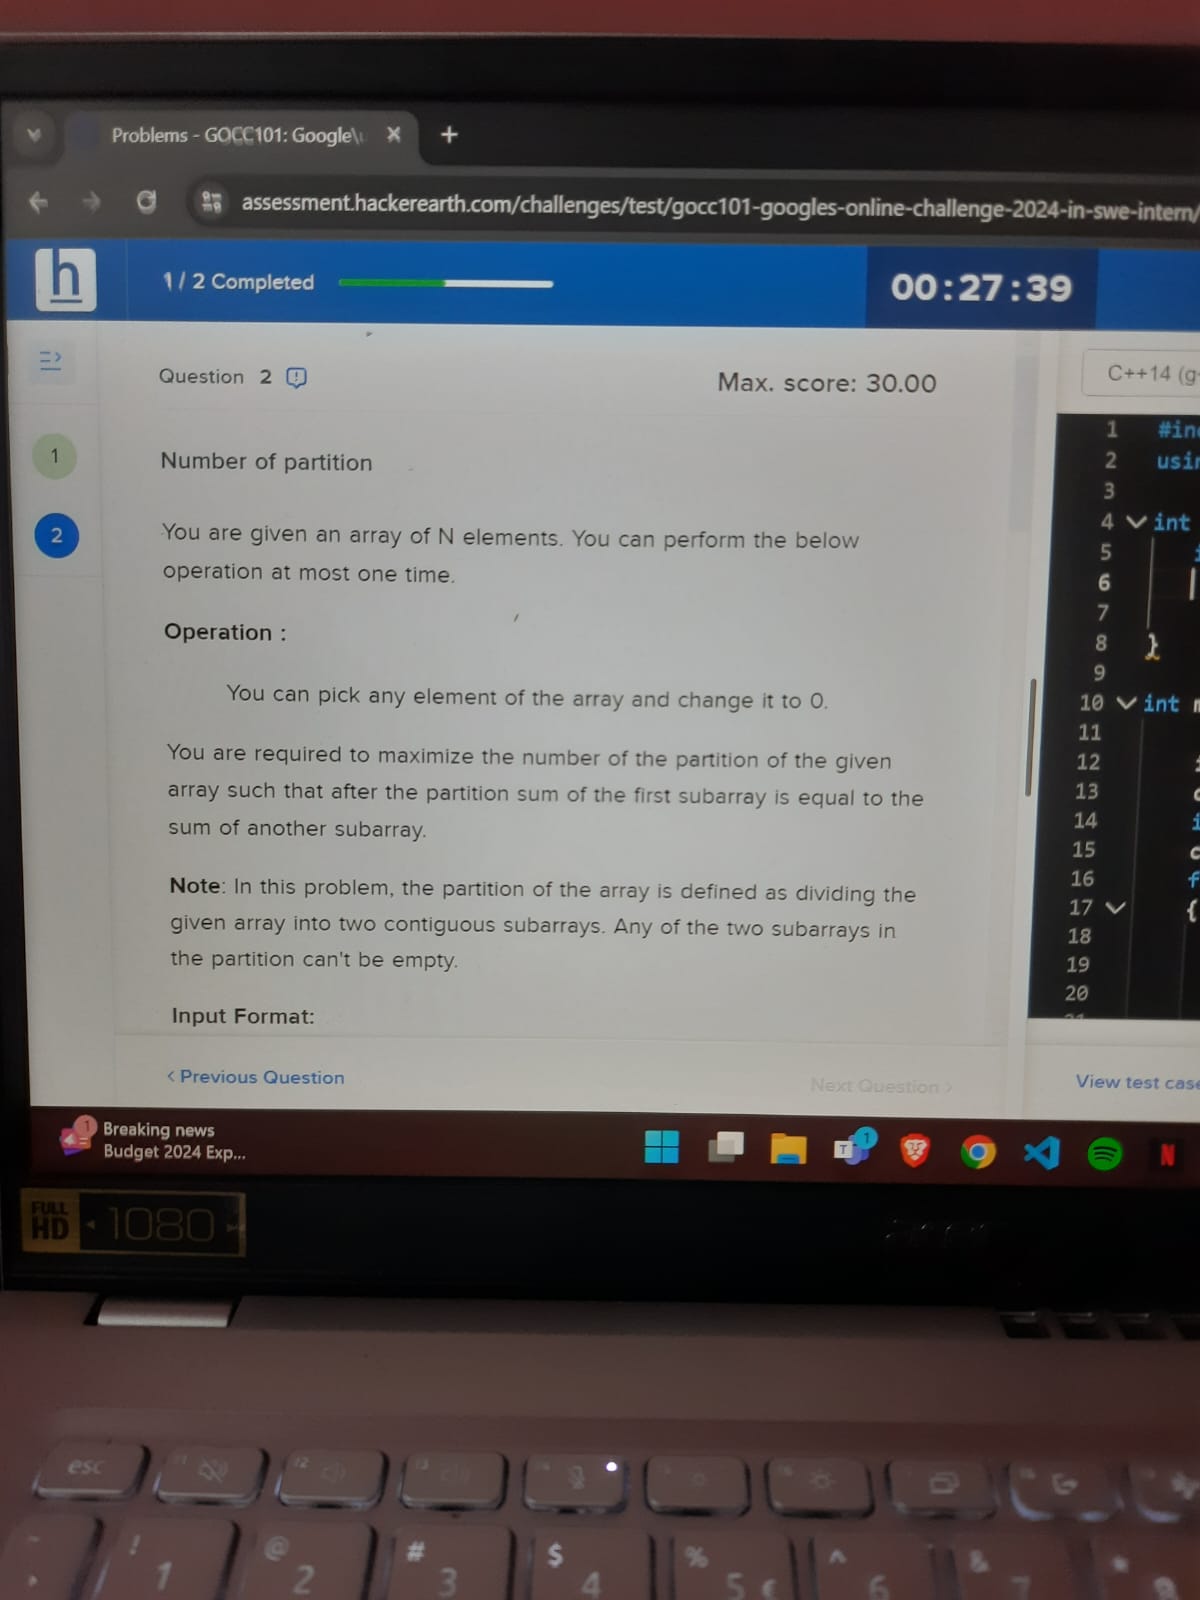 Problems - GOCC101: Google\
assessment.hackerearth.com/challenges/test/gocc101-googles-online-challenge-2024-in-swe-intern/
h
1 / 2 Completed
00:27:39
Question 2
Max. score: 30.00
C++14 (g
1
2
Number of partition
You are given an array of N elements. You can perform the below
operation at most one time.
Operation :
You can pick any element of the array and change it to 0.
You are required to maximize the number of the partition of the given
array such that after the partition sum of the first subarray is equal to the
sum of another subarray.
Note: In this problem, the partition of the array is defined as dividing the
given array into two contiguous subarrays. Any of the two subarrays in
the partition can't be empty.
Input Format:
< Previous Question
Next Question >
View test case
1 #in
2 usi
3
4 int
5
6
7
8 }
9
10 int
11
12
13
14
15
16
17 {
18
19
20
21
1
Breaking news
Budget 2024 Exp...
T
1
N
FULL HD 1080
acer
esc
! 1
@ 2
# 3
$ 4
% 5 €
^ 6
& 7
* 8